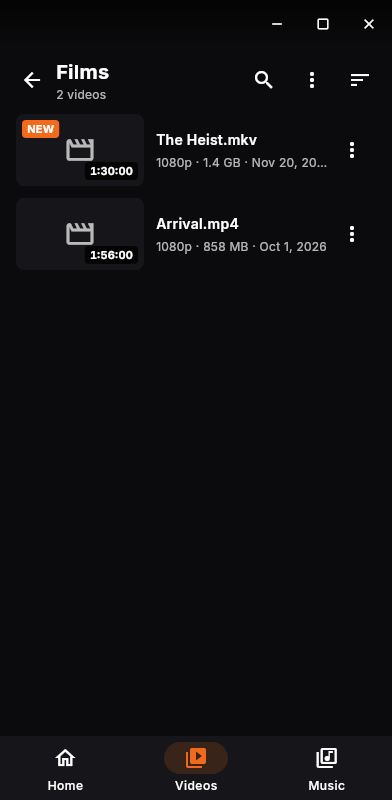 Films
2 videos
NEW
1:30:00
The Heist.mkv
1080p · 1.4 GB · Nov 20, 20...
1:56:00
Arrival.mp4
1080p · 858 MB · Oct 1, 2026
Home
Videos
Music